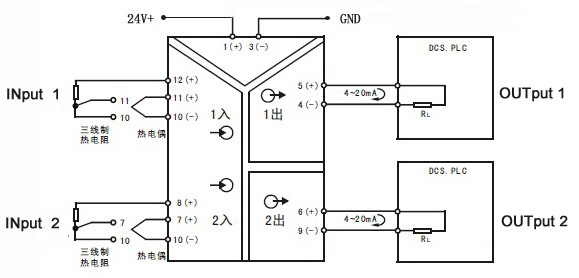 24V+
GND
1(+) 3(-)
DCS.PLC
INput 1
12(+)
11
11(+)
10
10(-)
三线制
热电阻
热电偶
1入
1出
5(+)
4(-)
4~20mA
RL
OUTput 1
DCS.PLC
INput 2
8(+)
7
7(+)
10
10(-)
三线制
热电阻
热电偶
2入
2出
6(+)
9(-)
4~20mA
RL
OUTput 2